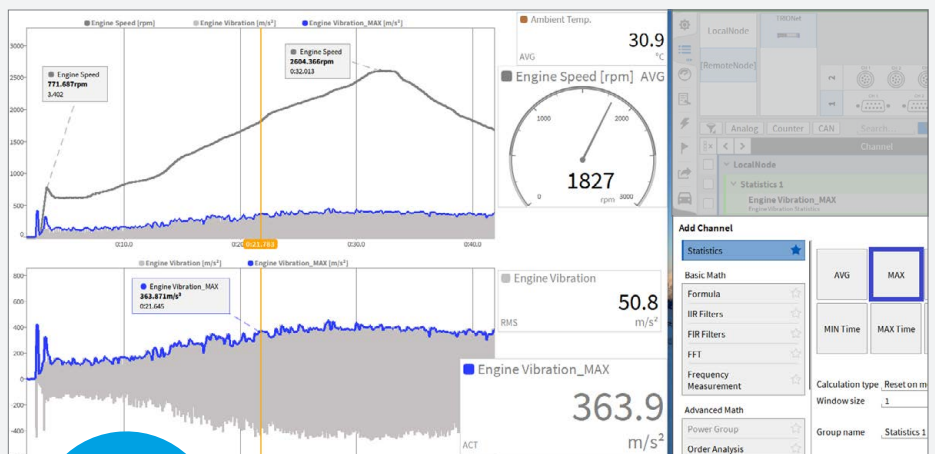 Engine Speed [rpm]
Engine Vibration [m/s²]
Engine Vibration_MAX [m/s²]
3000
2500
2000
1500
1000
500
0
Engine Speed
771.687rpm
3.402
Engine Speed
2604.366rpm
0:32.013
0:10.0
0:20
0:21.753
0:30.0
0:40.0
Engine Vibration [m/s²]
Engine Vibration_MAX [m/s²]
800
600
400
200
0
-200
-400
Engine Vibration_MAX
363.871m/s²
0:21.645
Ambient Temp.
30.9
AVG
°C
Engine Speed [rpm] AVG
1000
2000
1827
0
rpm
3000
Engine Vibration
50.8
RMS
m/s²
Engine Vibration_MAX
363.9
ACT
m/s²
LocalNode
[RemoteNode]
Analog
Counter
CAN
Search...
Channel
LocalNode
Statistics 1
Engine Vibration_MAX
Engine Vibration Statistics
Add Channel
Statistics
Basic Math
Formula
IIR Filters
FIR Filters
FFT
Frequency
Measurement
Advanced Math
Power Group
Order Analysis
AVG
MAX
MIN Time
MAX Time
Calculation type Reset on m
Window size 1
Group name Statistics 1